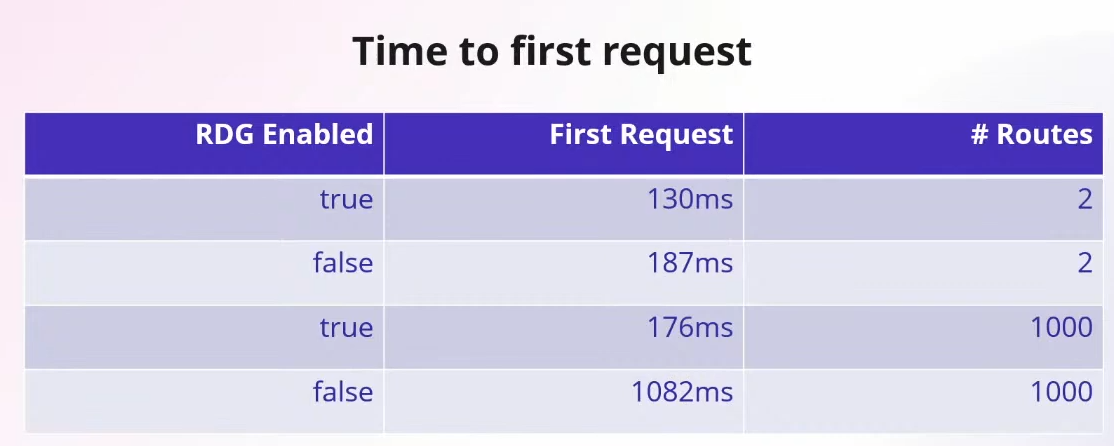 Time to first request
RDG Enabled First Request # Routes
true 130ms 2
false 187ms 2
true 176ms 1000
false 1082ms 1000